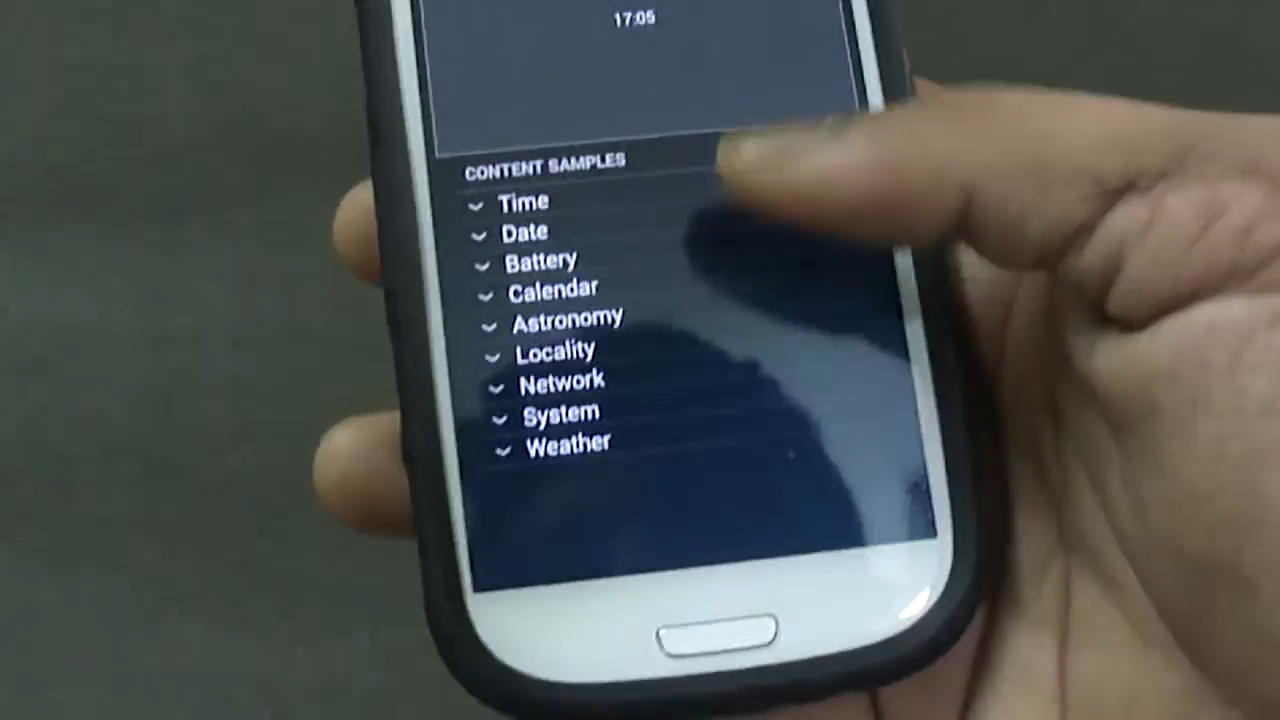 17:05
CONTENT SAMPLES
Time
Date
Battery
Calendar
Astronomy
Locality
Network
System
Weather